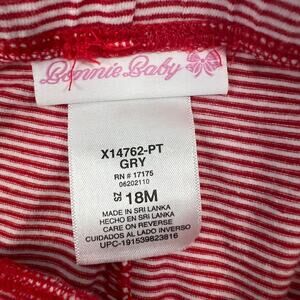 Bonnie Baby
X14762-PT
GRY
RN # 17175
06202110
ZS 18M
MADE IN SRI LANKA
HECHO EN SRI LANKA
CARE ON REVERSE
CUIDADOS AL LADO INVERSO
UPC-191539823816